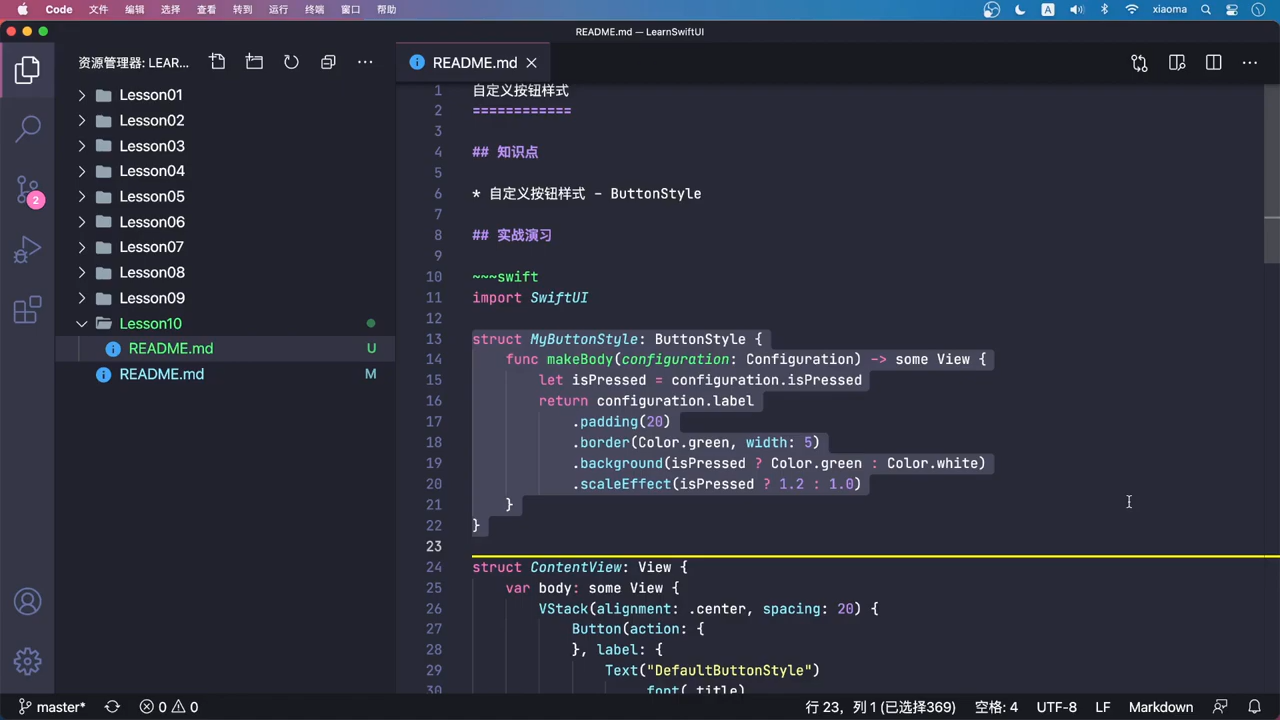 Code 文件 编辑 选择 查看 转到 运行 终端 窗口 帮助 A xiaoma
README.md — LearnSwiftUI
资源管理器: LEAR...
README.md
Lesson01
Lesson02
Lesson03
Lesson04
Lesson05
Lesson06
Lesson07
Lesson08
Lesson09
Lesson10
README.md U
README.md M
2
1 自定义按钮样式
2 ============
3
4 ## 知识点
5
6 * 自定义按钮样式 - ButtonStyle
7
8 ## 实战演习
9
10 ~~~swift
11 import SwiftUI
12
13 struct MyButtonStyle: ButtonStyle {
14 func makeBody(configuration: Configuration) -> some View {
15 let isPressed = configuration.isPressed
16 return configuration.label
17 .padding(20)
18 .border(Color.green, width: 5)
19 .background(isPressed ? Color.green : Color.white)
20 .scaleEffect(isPressed ? 1.2 : 1.0)
21 }
22 }
23
24 struct ContentView: View {
25 var body: some View {
26 VStack(alignment: .center, spacing: 20) {
27 Button(action: {
28 }, label: {
29 Text("DefaultButtonStyle")
30 .font(.title)
master* 0 0 行 23, 列 1 (已选择369) 空格: 4 UTF-8 LF Markdown